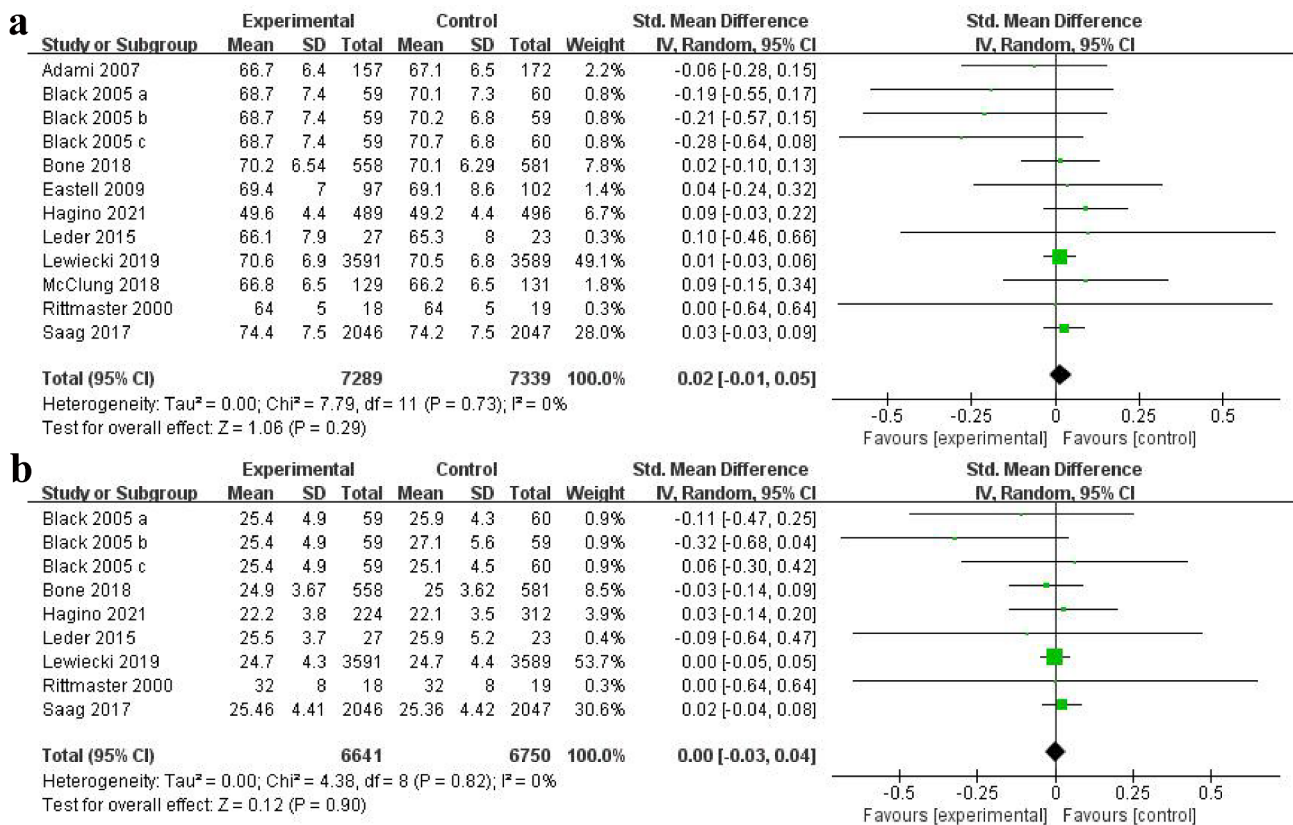 a
Experimental Control Std. Mean Difference Std. Mean Difference
Study or Subgroup Mean SD Total Mean SD Total Weight IV, Random, 95% CI IV, Random, 95% CI
Adami 2007 66.7 6.4 157 67.1 6.5 172 2.2% -0.06 [-0.28, 0.15]
Black 2005 a 68.7 7.4 59 70.1 7.3 60 0.8% -0.19 [-0.55, 0.17]
Black 2005 b 68.7 7.4 59 70.2 6.8 59 0.8% -0.21 [-0.57, 0.15]
Black 2005 c 68.7 7.4 59 70.7 6.8 60 0.8% -0.28 [-0.64, 0.08]
Bone 2018 70.2 6.54 558 70.1 6.29 581 7.8% 0.02 [-0.10, 0.13]
Eastell 2009 69.4 7 97 69.1 8.6 102 1.4% 0.04 [-0.24, 0.32]
Hagino 2021 49.6 4.4 489 49.2 4.4 496 6.7% 0.09 [-0.03, 0.22]
Leder 2015 66.1 7.9 27 65.3 8 23 0.3% 0.10 [-0.46, 0.66]
Lewiecki 2019 70.6 6.9 3591 70.5 6.8 3589 49.1% 0.01 [-0.03, 0.06]
McClung 2018 66.8 6.5 129 66.2 6.5 131 1.8% 0.09 [-0.15, 0.34]
Rittmaster 2000 64 5 18 64 5 19 0.3% 0.00 [-0.64, 0.64]
Saag 2017 74.4 7.5 2046 74.2 7.5 2047 28.0% 0.03 [-0.03, 0.09]
Total (95% CI) 7289 7339 100.0% 0.02 [-0.01, 0.05]
Heterogeneity: Tau² = 0.00; Chi² = 7.79, df = 11 (P = 0.73); I² = 0%
Test for overall effect: Z = 1.06 (P = 0.29)
-0.5 -0.25 0 0.25 0.5
Favours [experimental] Favours [control]
b
Experimental Control Std. Mean Difference Std. Mean Difference
Study or Subgroup Mean SD Total Mean SD Total Weight IV, Random, 95% CI IV, Random, 95% CI
Black 2005 a 25.4 4.9 59 25.9 4.3 60 0.9% -0.11 [-0.47, 0.25]
Black 2005 b 25.4 4.9 59 27.1 5.6 59 0.9% -0.32 [-0.68, 0.04]
Black 2005 c 25.4 4.9 59 25.1 4.5 60 0.9% 0.06 [-0.30, 0.42]
Bone 2018 24.9 3.67 558 25 3.62 581 8.5% -0.03 [-0.14, 0.09]
Hagino 2021 22.2 3.8 224 22.1 3.5 312 3.9% 0.03 [-0.14, 0.20]
Leder 2015 25.5 3.7 27 25.9 5.2 23 0.4% -0.09 [-0.64, 0.47]
Lewiecki 2019 24.7 4.3 3591 24.7 4.4 3589 53.7% 0.00 [-0.05, 0.05]
Rittmaster 2000 32 8 18 32 8 19 0.3% 0.00 [-0.64, 0.64]
Saag 2017 25.46 4.41 2046 25.36 4.42 2047 30.6% 0.02 [-0.04, 0.08]
Total (95% CI) 6641 6750 100.0% 0.00 [-0.03, 0.04]
Heterogeneity: Tau² = 0.00; Chi² = 4.38, df = 8 (P = 0.82); I² = 0%
Test for overall effect: Z = 0.12 (P = 0.90)
-0.5 -0.25 0 0.25 0.5
Favours [experimental] Favours [control]